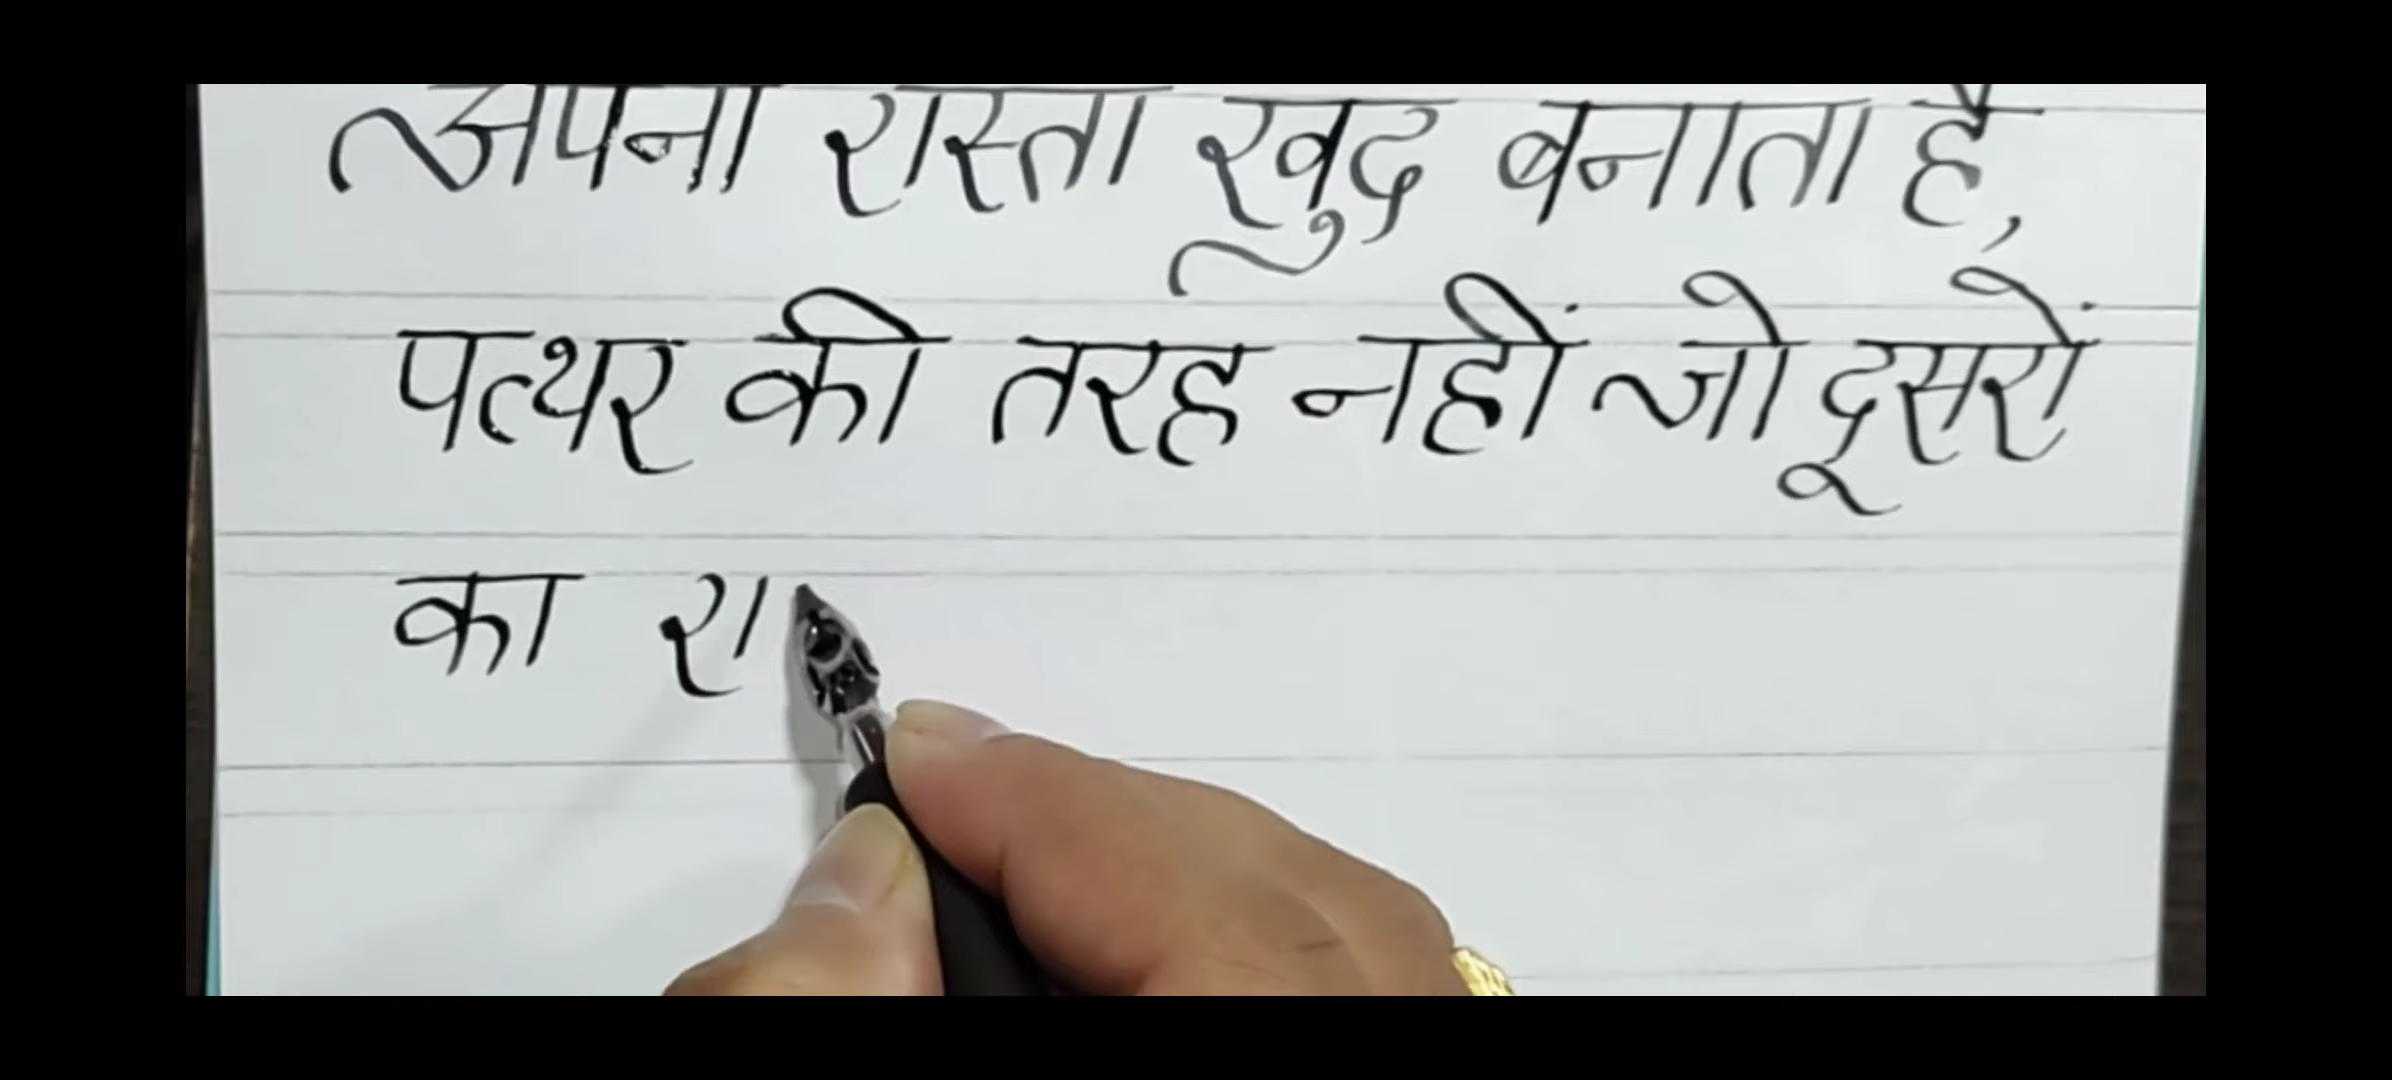 अपना रास्ता खुद बनाता है,
पत्थर की तरह नहीं जो दूसरों
का रा